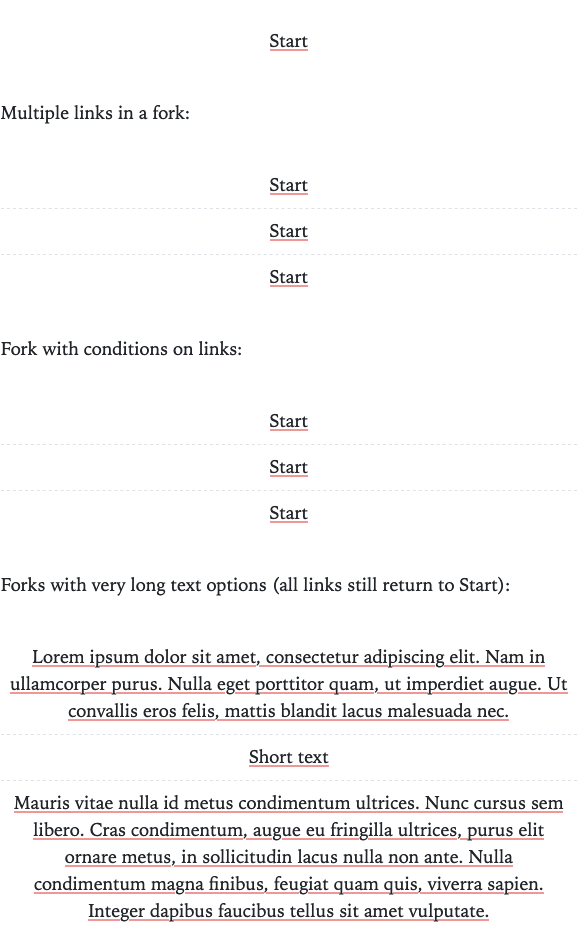 Start
Multiple links in a fork:
Start
Start
Start
Fork with conditions on links:
Start
Start
Start
Forks with very long text options (all links still return to Start):
Lorem ipsum dolor sit amet, consectetur adipiscing elit. Nam in
ullamcorper purus. Nulla eget porttitor quam, ut imperdiet augue. Ut
convallis eros felis, mattis blandit lacus malesuada nec.
Short text
Mauris vitae nulla id metus condimentum ultrices. Nunc cursus sem
libero. Cras condimentum, augue eu fringilla ultrices, purus elit
ornare metus, in sollicitudin lacus nulla non ante. Nulla
condimentum magna finibus, feugiat quam quis, viverra sapien.
Integer dapibus faucibus tellus sit amet vulputate.